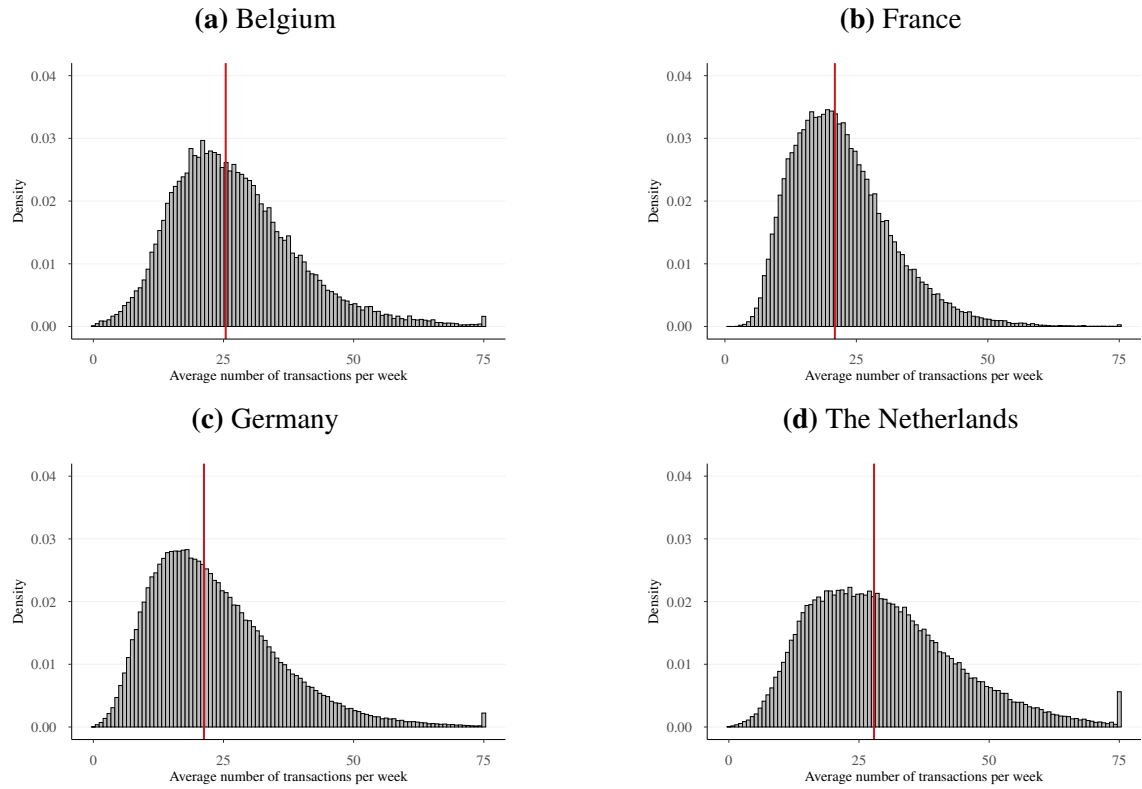 (a) Belgium
0.04
0.03
0.02
0.01
0.00
Density
0 25 50 75
Average number of transactions per week
(b) France
0.04
0.03
0.02
0.01
0.00
Density
0 25 50 75
Average number of transactions per week
(c) Germany
0.04
0.03
0.02
0.01
0.00
Density
0 25 50 75
Average number of transactions per week
(d) The Netherlands
0.04
0.03
0.02
0.01
0.00
Density
0 25 50 75
Average number of transactions per week